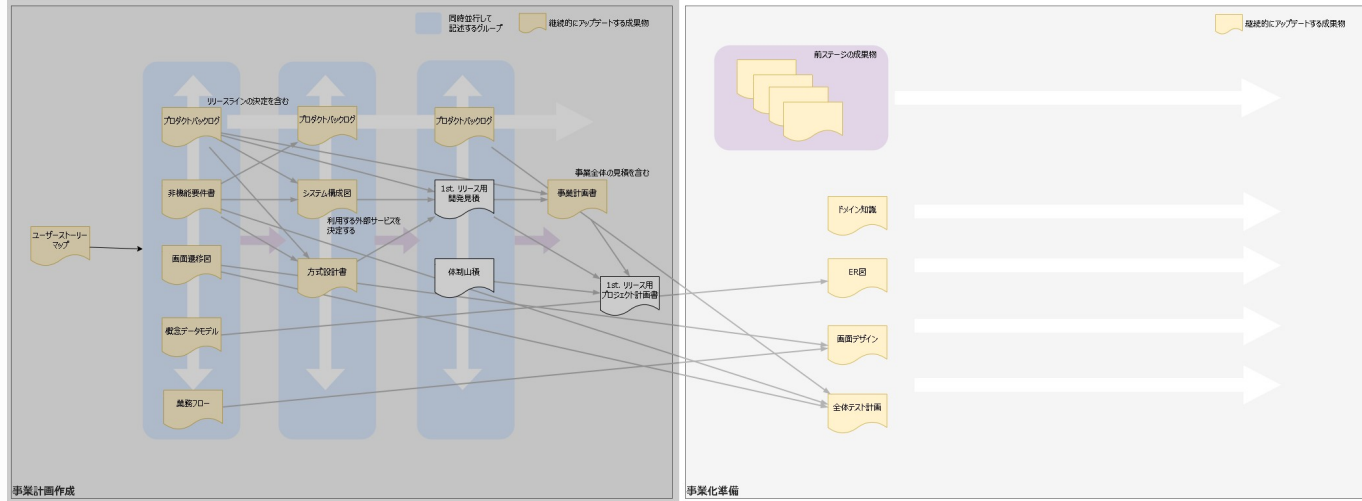 同時並行して
記述するグループ
継続的にアップデートする成果物
リリースラインの決定を含む
プロダクトバックログ
プロダクトバックログ
プロダクトバックログ
事業全体の見積を含む
非機能要件書
システム構成図
1st. リリース用
開発見積
事業計画書
利用する外部サービスを
決定する
ユーザーストーリー
マップ
画面遷移図
方式設計書
体制山積
1st. リリース用
プロジェクト計画書
概念データモデル
業務フロー
事業計画作成
継続的にアップデートする成果物
前ステージの成果物
ドメイン知識
ER図
画面デザイン
全体テスト計画
事業化準備